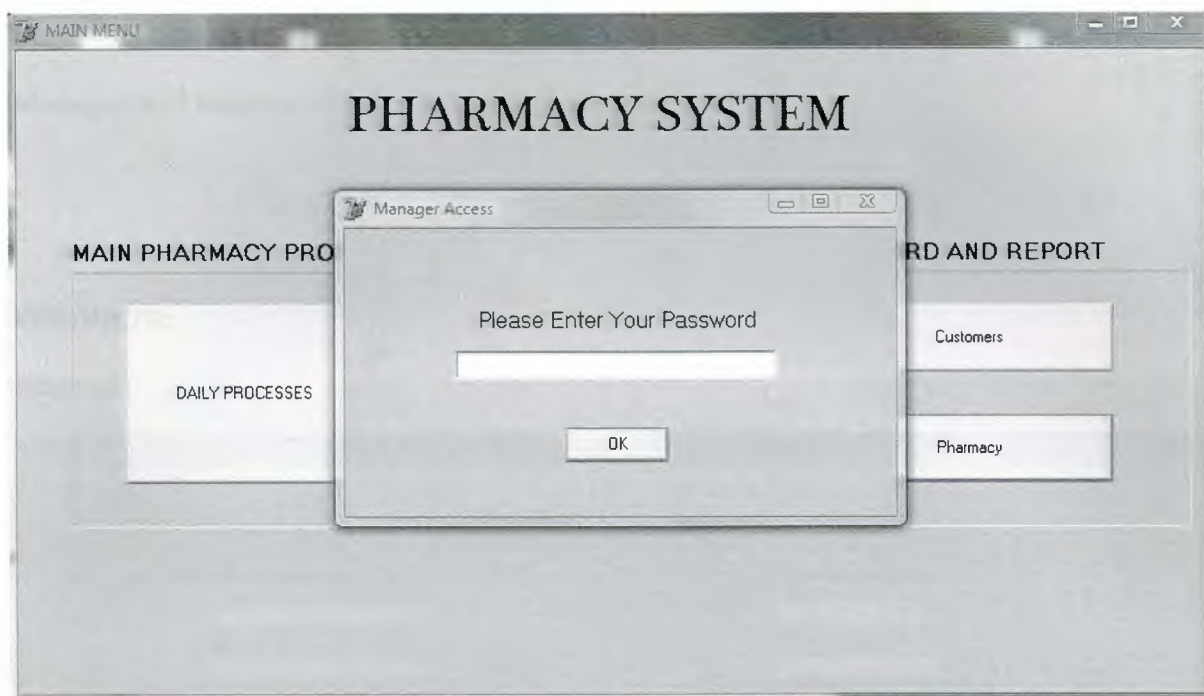 MAIN MENU
PHARMACY SYSTEM
Manager Access
MAIN PHARMACY PRO
RD AND REPORT
Please Enter Your Password
Customers
DAILY PROCESSES
OK
Pharmacy